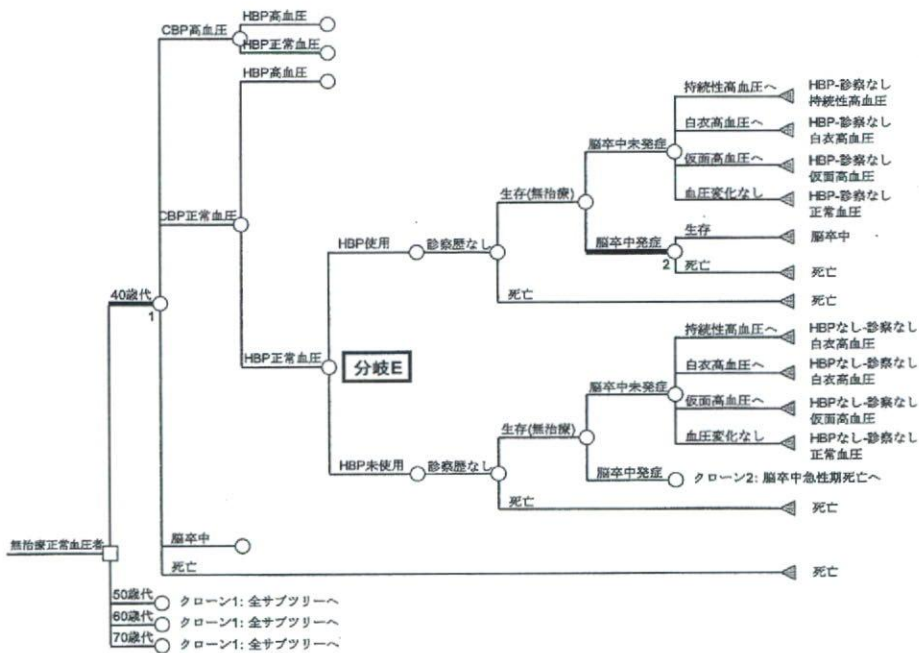 HBP高血圧
CBP高血圧
HBP正常血圧
HBP高血圧
持続性高血圧へ
HBP-診察なし
持続性高血圧
白衣高血圧へ
HBP-診察なし
白衣高血圧
脳卒中未発症
仮面高血圧へ
HBP-診察なし
仮面高血圧
生存(無治療)
血圧変化なし
HBP-診察なし
正常血圧
CBP正常血圧
生存
脳卒中
HBP使用
診察歴なし
脳卒中発症
2
死亡
死亡
40歳代
1
死亡
死亡
持続性高血圧へ
HBPなし-診察なし
白衣高血圧
HBP正常血圧
分岐E
白衣高血圧へ
HBPなし-診察なし
白衣高血圧
脳卒中未発症
仮面高血圧へ
HBPなし-診察なし
仮面高血圧
生存(無治療)
血圧変化なし
HBPなし-診察なし
正常血圧
HBP未使用
診察歴なし
脳卒中発症
クローン2: 脳卒中急性期死亡へ
死亡
死亡
無治療正常血圧者
脳卒中
死亡
死亡
50歳代
クローン1: 全サブツリーへ
60歳代
クローン1: 全サブツリーへ
70歳代
クローン1: 全サブツリーへ